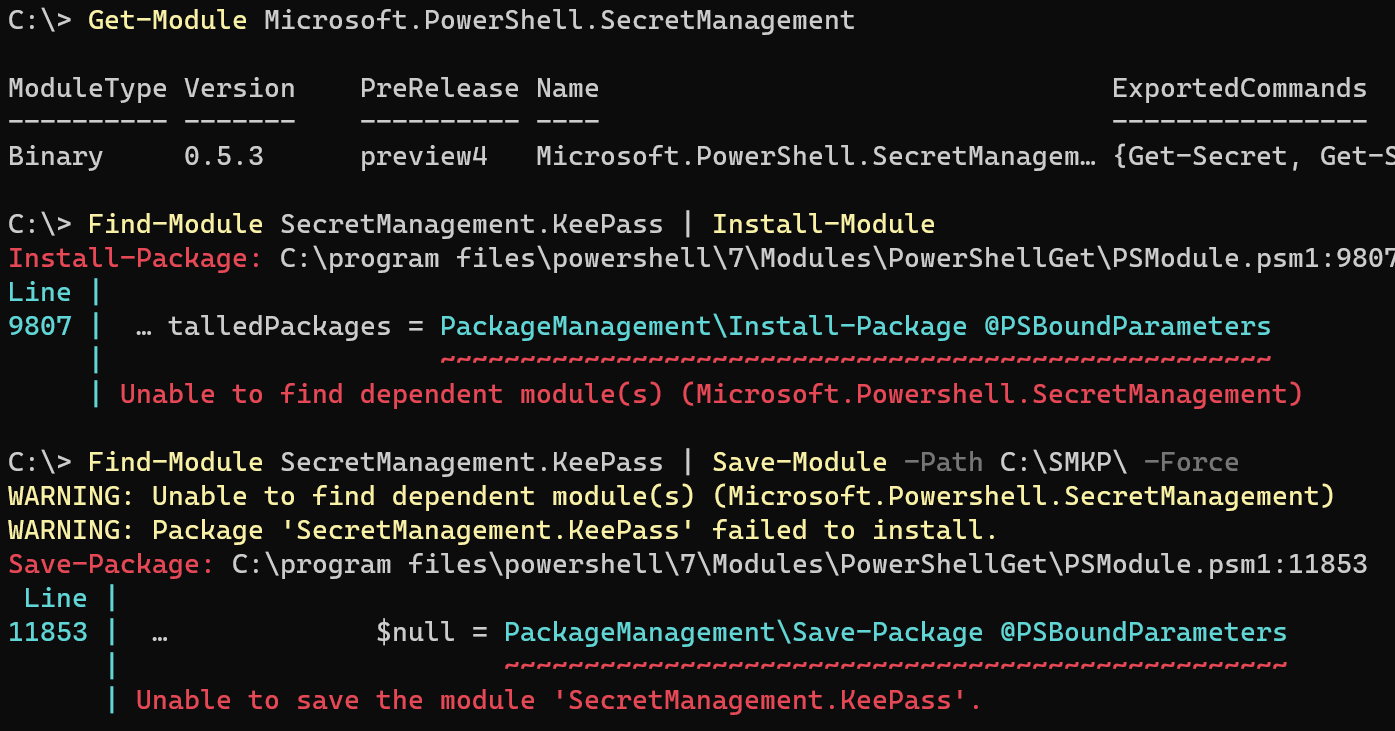 C:\> Get-Module Microsoft.PowerShell.SecretManagement
ModuleType Version    PreRelease Name                                ExportedCommands
---------- -------    ---------- ----                                ----------------
Binary     0.5.3      preview4   Microsoft.PowerShell.SecretManagem… {Get-Secret, Get-S
C:\> Find-Module SecretManagement.KeePass | Install-Module
Install-Package: C:\program files\powershell\7\Modules\PowerShellGet\PSModule.psm1:9807
Line |
9807 |  … talledPackages = PackageManagement\Install-Package @PSBoundParameters
     |                    ~~~~~~~~~~~~~~~~~~~~~~~~~~~~~~~~~~~~~~~~~~~~~~~~~~~~
     | Unable to find dependent module(s) (Microsoft.Powershell.SecretManagement)
C:\> Find-Module SecretManagement.KeePass | Save-Module -Path C:\SMKP\ -Force
WARNING: Unable to find dependent module(s) (Microsoft.Powershell.SecretManagement)
WARNING: Package 'SecretManagement.KeePass' failed to install.
Save-Package: C:\program files\powershell\7\Modules\PowerShellGet\PSModule.psm1:11853
 Line |
11853 |  …             $null = PackageManagement\Save-Package @PSBoundParameters
      |                        ~~~~~~~~~~~~~~~~~~~~~~~~~~~~~~~~~~~~~~~~~~~~~~~~~
      | Unable to save the module 'SecretManagement.KeePass'.